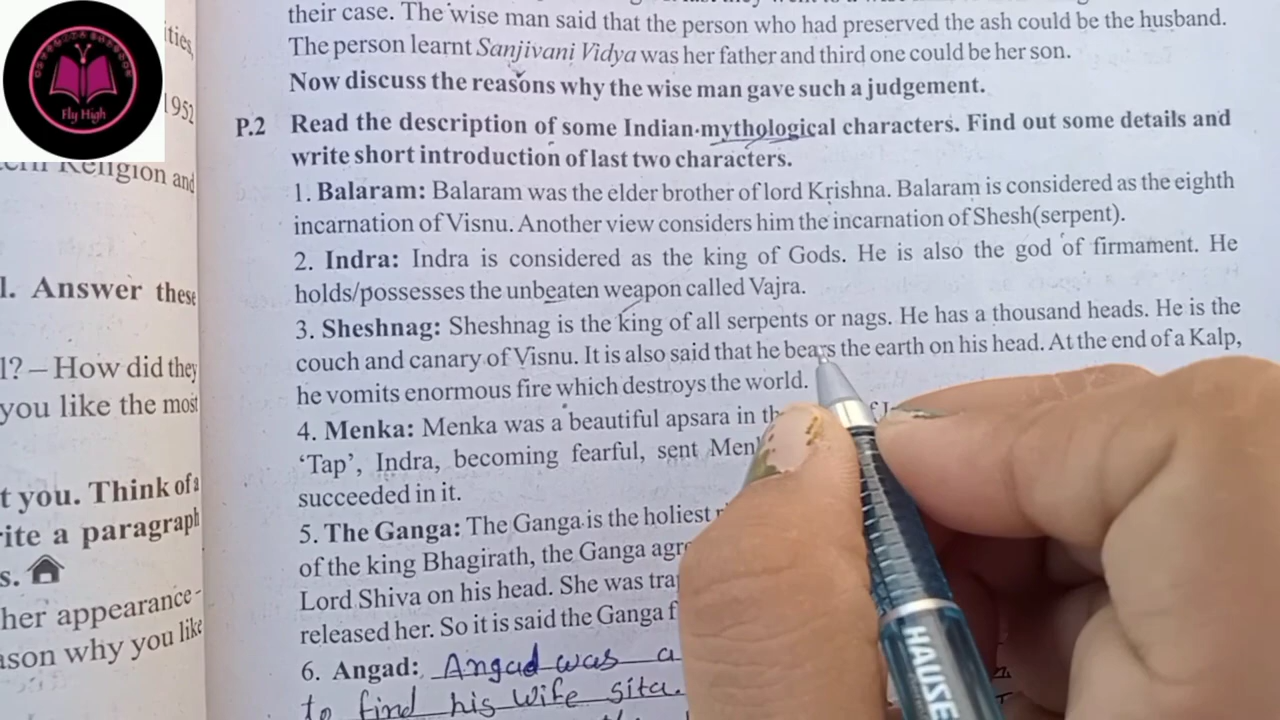 their case. The wise man said that the person who had preserved the ash could be the husband.
The person learnt Sanjivani Vidya was her father and third one could be her son.
Now discuss the reasons why the wise man gave such a judgement.
P.2 Read the description of some Indian mythological characters. Find out some details and
write short introduction of last two characters.
1. Balaram: Balaram was the elder brother of lord Krishna. Balaram is considered as the eighth
incarnation of Visnu. Another view considers him the incarnation of Shesh(serpent).
2. Indra: Indra is considered as the king of Gods. He is also the god of firmament. He
holds/possesses the unbeaten weapon called Vajra.
3. Sheshnag: Sheshnag is the king of all serpents or nags. He has a thousand heads. He is the
couch and canary of Visnu. It is also said that he bears the earth on his head. At the end of a Kalp,
he vomits enormous fire which destroys the world.
4. Menka: Menka was a beautiful apsara in
'Tap', Indra, becoming fearful, sent
succeeded in it.
5. The Ganga: The Ganga is the holiest
of the king Bhagirath, the Ganga
Lord Shiva on his head. She was
released her. So it is said the Ganga
6. Angad: Angad was a
to find his wife sita.
Fly High
ities,
1952
Religion and
l. Answer these
l? – How did they
you like the most
t you. Think of a
rite a paragraph
s.
her appearance -
ason why you like
HAUSE